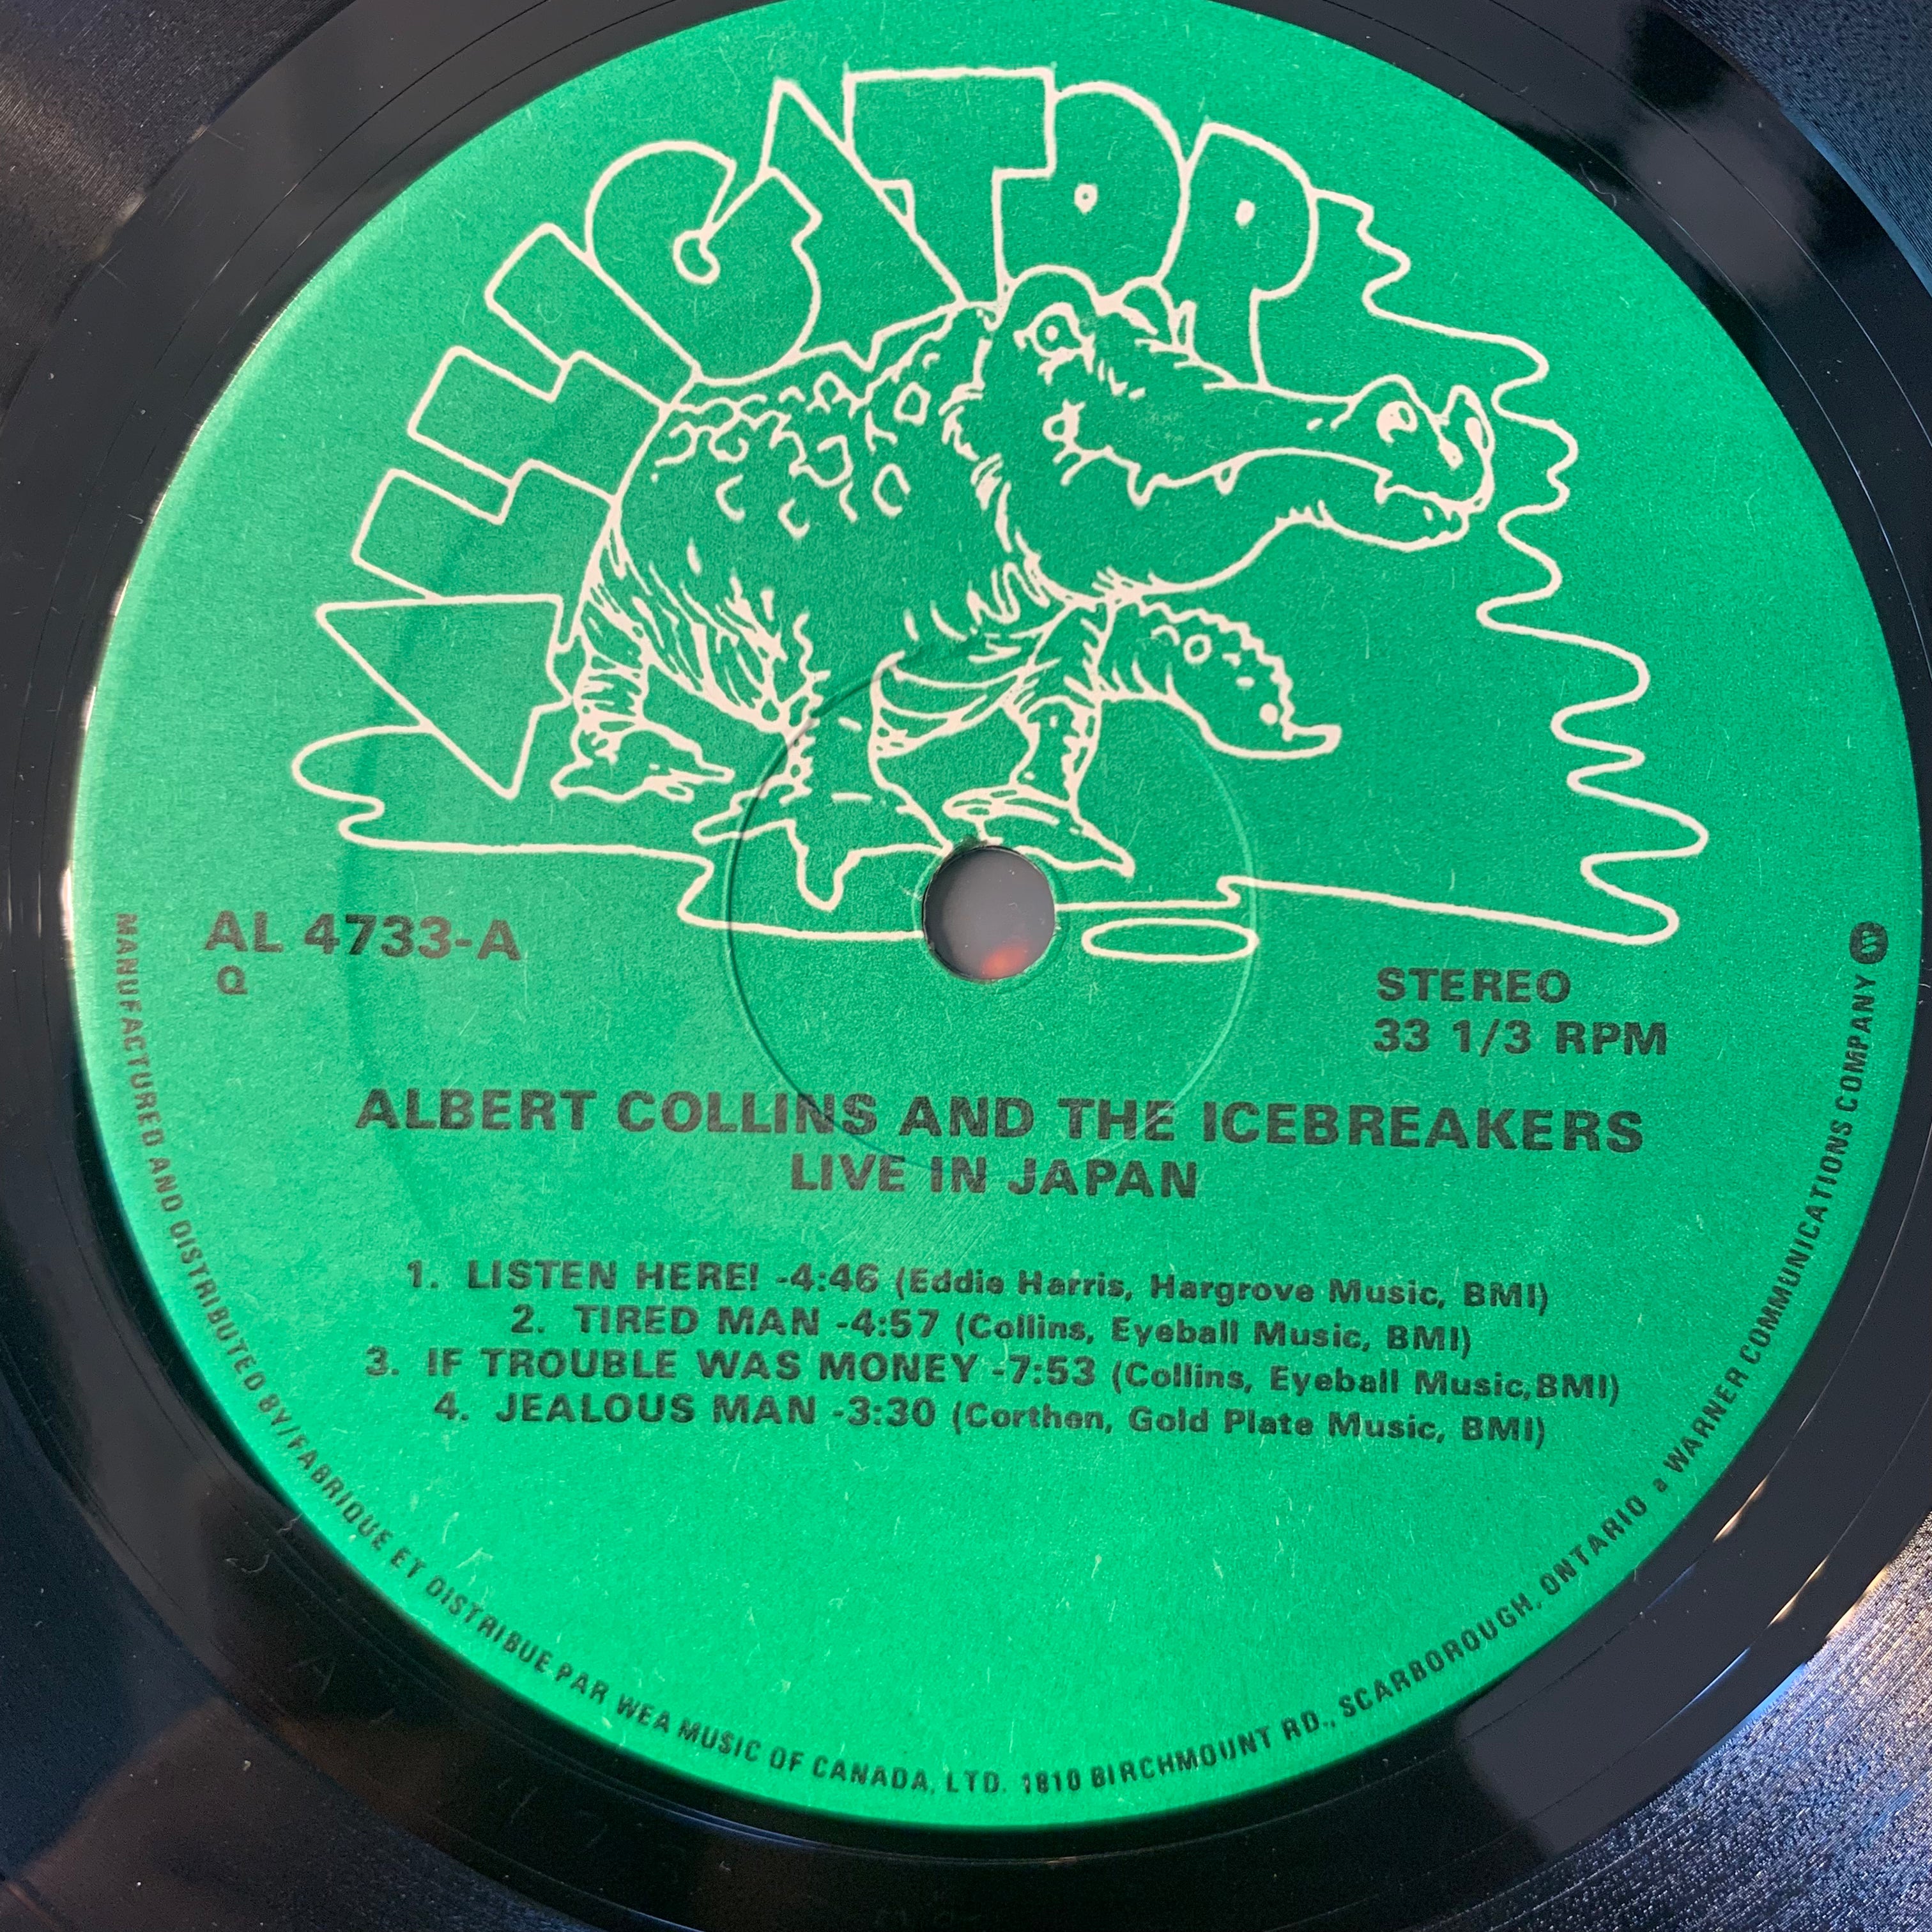 ALLIGATOR
AL 4733-A
Q
STEREO
33 1/3 RPM
ALBERT COLLINS AND THE ICEBREAKERS
LIVE IN JAPAN
1. LISTEN HERE! -4:46 (Eddie Harris, Hargrove Music, BMI)
2. TIRED MAN -4:57 (Collins, Eyeball Music, BMI)
3. IF TROUBLE WAS MONEY -7:53 (Collins, Eyeball Music,BMI)
4. JEALOUS MAN -3:30 (Corthen, Gold Plate Music, BMI)
MANUFACTURED AND DISTRIBUTED BY/FABRIQUE ET DISTRIBUE PAR WEA MUSIC OF CANADA, LTD. 1810 BIRCHMOUNT RD., SCARBOROUGH, ONTARIO a WARNER COMMUNICATIONS COMPANY